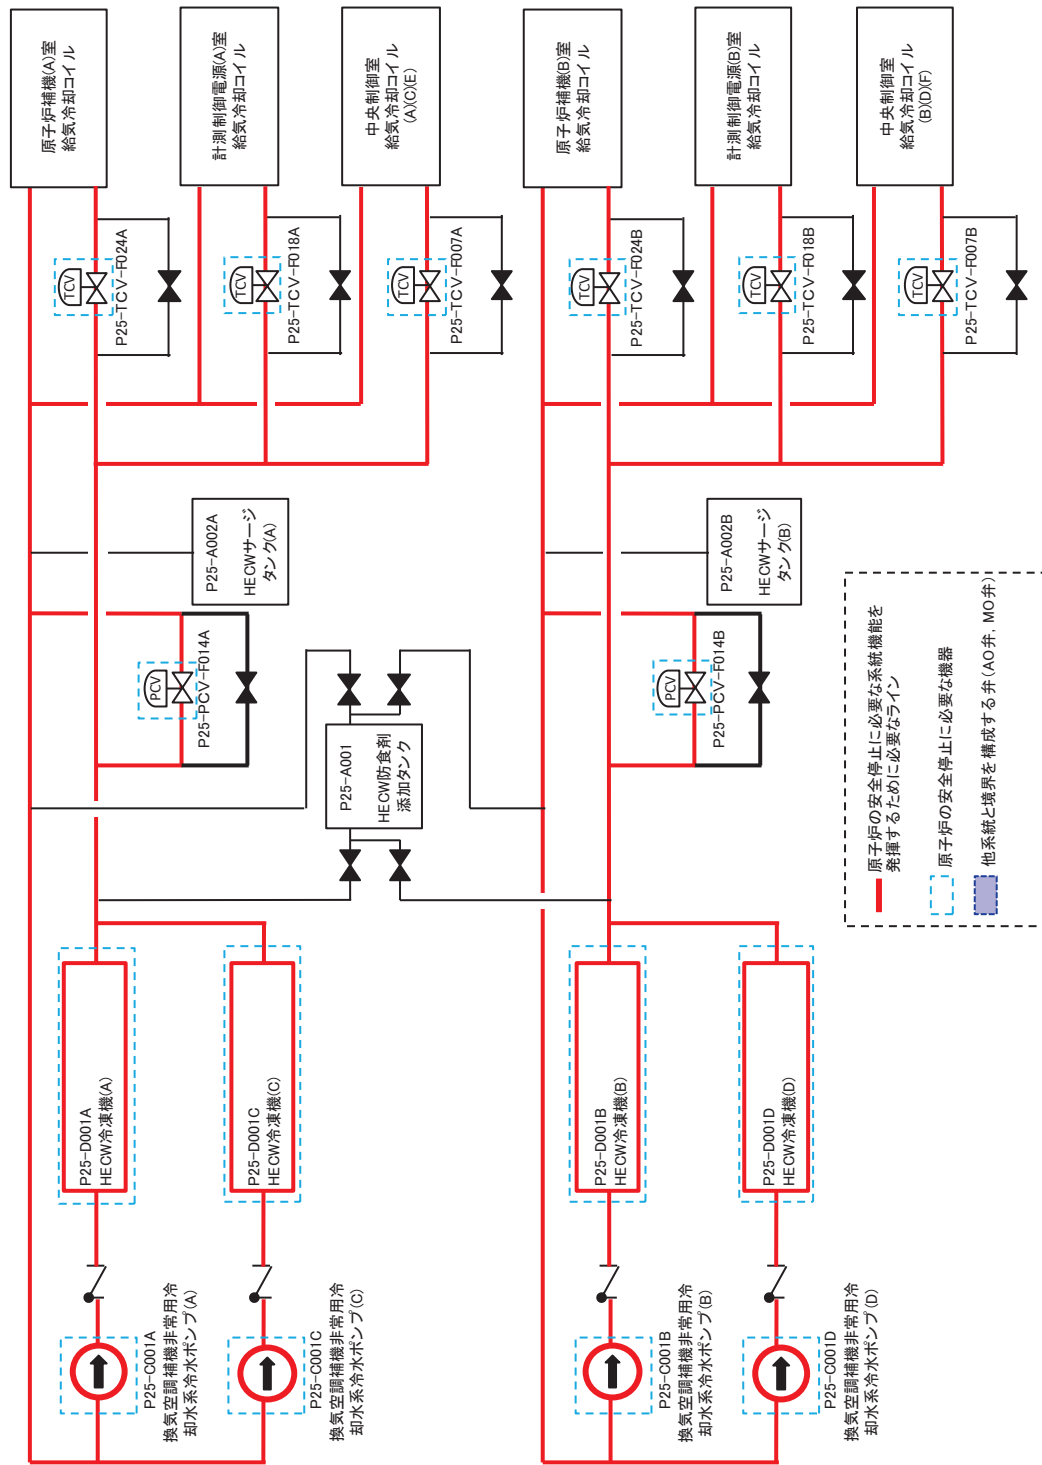 原子炉補機(A)室
給気冷却コイル
計測制御電源(A)室
給気冷却コイル
中央制御室
給気冷却コイル
(A)(C)(E)
原子炉補機(B)室
給気冷却コイル
計測制御電源(B)室
給気冷却コイル
中央制御室
給気冷却コイル
(B)(D)(F)
TCV
P25-TCV-F024A
TCV
P25-TCV-F018A
TCV
P25-TCV-F007A
TCV
P25-TCV-F024B
TCV
P25-TCV-F018B
TCV
P25-TCV-F007B
P25-A002A
HECWサージ
タンク(A)
P25-A002B
HECWサージ
タンク(B)
PCV
P25-PCV-F014A
PCV
P25-PCV-F014B
P25-A001
HECW防食剤
添加タンク
P25-D001A
HECW冷凍機(A)
P25-D001C
HECW冷凍機(C)
P25-D001B
HECW冷凍機(B)
P25-D001D
HECW冷凍機(D)
P25-C001A
換気空調補機非常用冷
却水系冷水ポンプ(A)
P25-C001C
換気空調補機非常用冷
却水系冷水ポンプ(C)
P25-C001B
換気空調補機非常用冷
却水系冷水ポンプ(B)
P25-C001D
換気空調補機非常用冷
却水系冷水ポンプ(D)
原子炉の安全停止に必要な系統機能を
発揮するために必要なライン
原子炉の安全停止に必要な機器
他系統と境界を構成する弁(AO弁，MO弁)